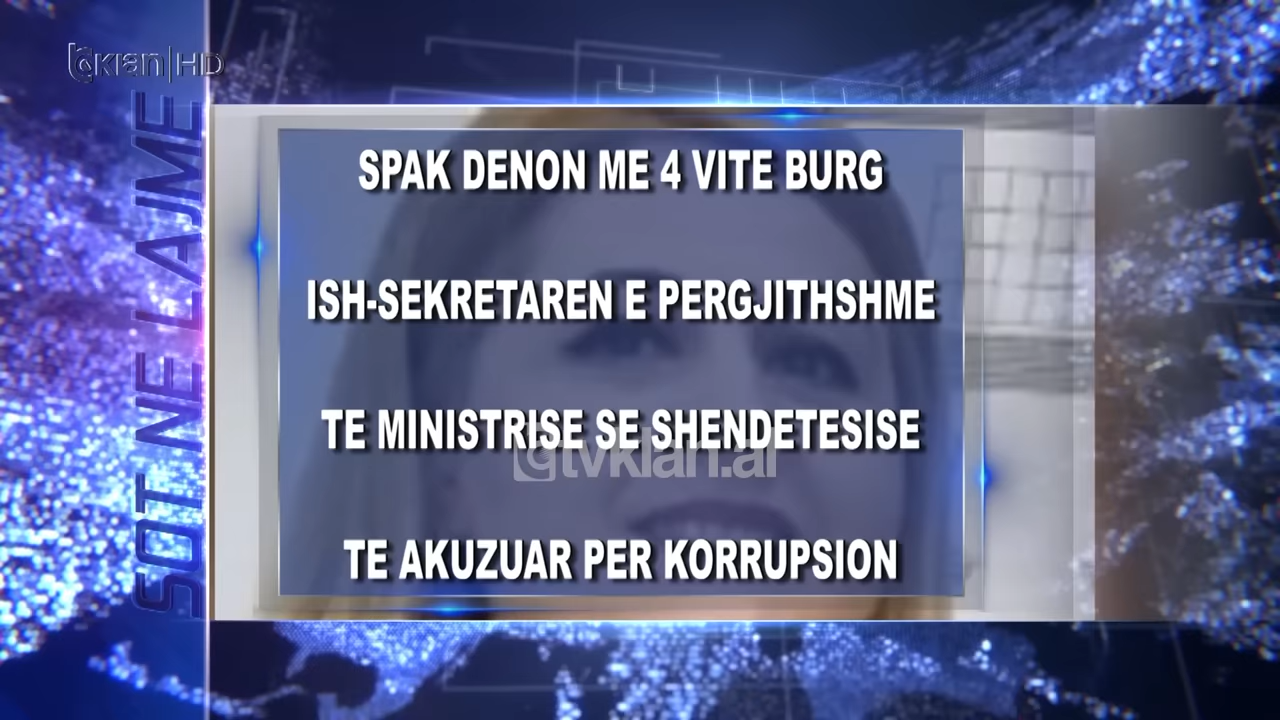 tvklan|HD
SOT NE LAJME
SPAK DENON ME 4 VITE BURG
ISH-SEKRETAREN E PERGJITHSHME
TE MINISTRISE SE SHENDETESISE
tvklan.al
TE AKUZUAR PER KORRUPSION